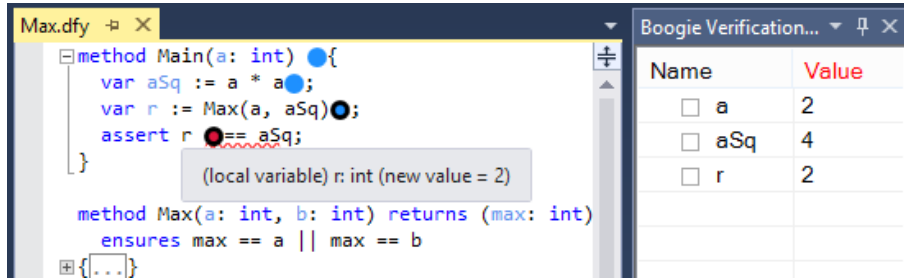 Max.dfy
method Main(a: int) {
var aSq := a * a;
var r := Max(a, aSq);
assert r == aSq;
}
(local variable) r: int (new value = 2)
method Max(a: int, b: int) returns (max: int)
ensures max == a || max == b
{...}
Boogie Verification...
Name Value
a 2
aSq 4
r 2